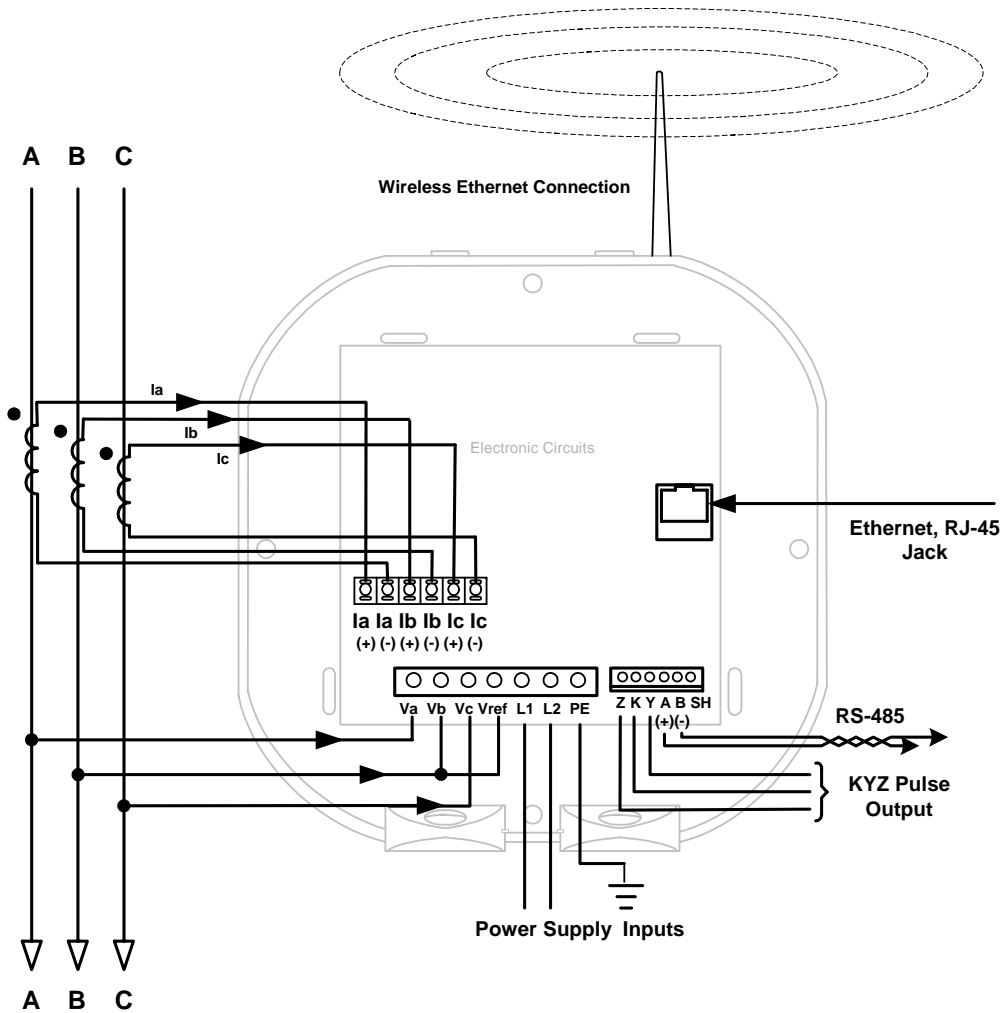 A B C
Wireless Ethernet Connection
Ia
Ib
Ic
Electronic Circuits
Ethernet, RJ-45
Jack
Ia Ia Ib Ib Ic Ic
(+) (-) (+) (-) (+) (-)
Va Vb Vc Vref L1 L2 PE
Z K Y A B SH
(+) (-)
RS-485
KYZ Pulse
Output
Power Supply Inputs
A B C